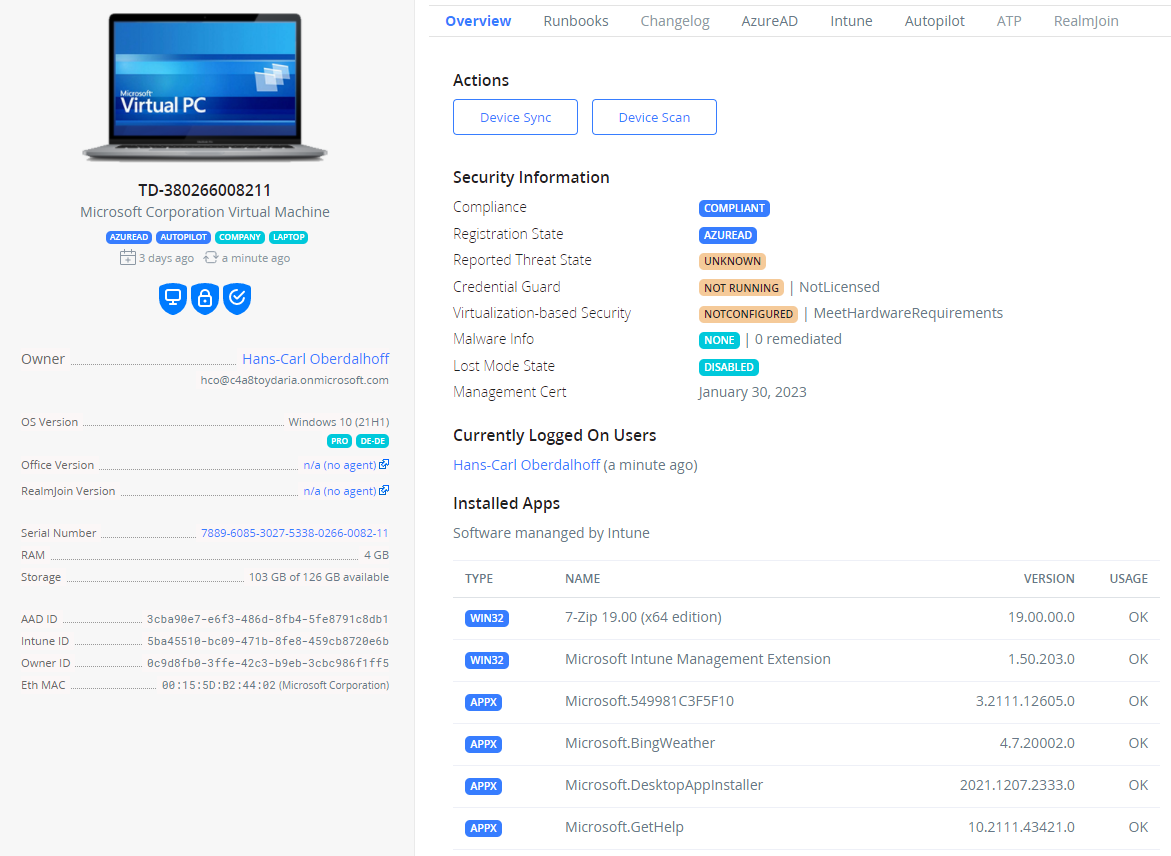 Microsoft
Virtual PC
TD-380266008211
Microsoft Corporation Virtual Machine
AZUREAD AUTOPILOT COMPANY LAPTOP
3 days ago a minute ago
Owner Hans-Carl Oberdalhoff
hco@c4a8toydaria.onmicrosoft.com
OS Version Windows 10 (21H1)
PRO DE-DE
Office Version n/a (no agent)
RealmJoin Version n/a (no agent)
Serial Number 7889-6085-3027-5338-0266-0082-11
RAM 4 GB
Storage 103 GB of 126 GB available
AAD ID 3cba90e7-e6f3-486d-8fb4-5fe8791c8db1
Intune ID 5ba45510-bc09-471b-8fe8-459cb8720e6b
Owner ID 0c9d8fb0-3ffe-42c3-b9eb-3cbc986f1ff5
Eth MAC 00:15:5D:B2:44:02 (Microsoft Corporation)
Overview Runbooks Changelog AzureAD Intune Autopilot ATP RealmJoin
Actions
Device Sync Device Scan
Security Information
Compliance COMPLIANT
Registration State AZUREAD
Reported Threat State UNKNOWN
Credential Guard NOT RUNNING | NotLicensed
Virtualization-based Security NOTCONFIGURED | MeetHardwareRequirements
Malware Info NONE | 0 remediated
Lost Mode State DISABLED
Management Cert January 30, 2023
Currently Logged On Users
Hans-Carl Oberdalhoff (a minute ago)
Installed Apps
Software mananged by Intune
TYPE NAME VERSION USAGE
WIN32 7-Zip 19.00 (x64 edition) 19.00.00.0 OK
WIN32 Microsoft Intune Management Extension 1.50.203.0 OK
APPX Microsoft.549981C3F5F10 3.2111.12605.0 OK
APPX Microsoft.BingWeather 4.7.20002.0 OK
APPX Microsoft.DesktopAppInstaller 2021.1207.2333.0 OK
APPX Microsoft.GetHelp 10.2111.43421.0 OK